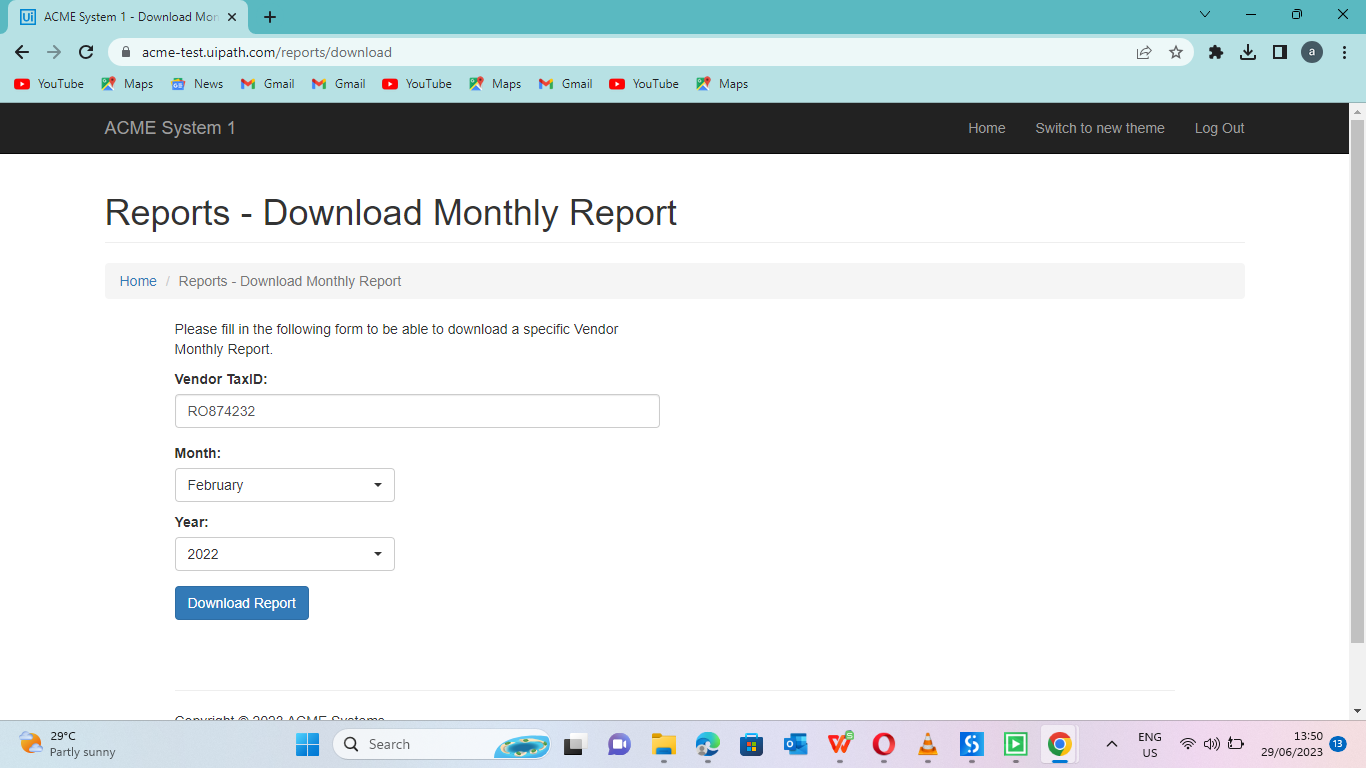 Ui ACME System 1 - Download Mon
acme-test.uipath.com/reports/download
a
YouTube Maps News Gmail Gmail YouTube Maps Gmail YouTube Maps
ACME System 1 Home Switch to new theme Log Out
Reports - Download Monthly Report
Home / Reports - Download Monthly Report
Please fill in the following form to be able to download a specific Vendor
Monthly Report.
Vendor TaxID:
RO874232
Month:
February
Year:
2022
Download Report
29°C
Partly sunny
Search
ENG
US
13:50
29/06/2023
13